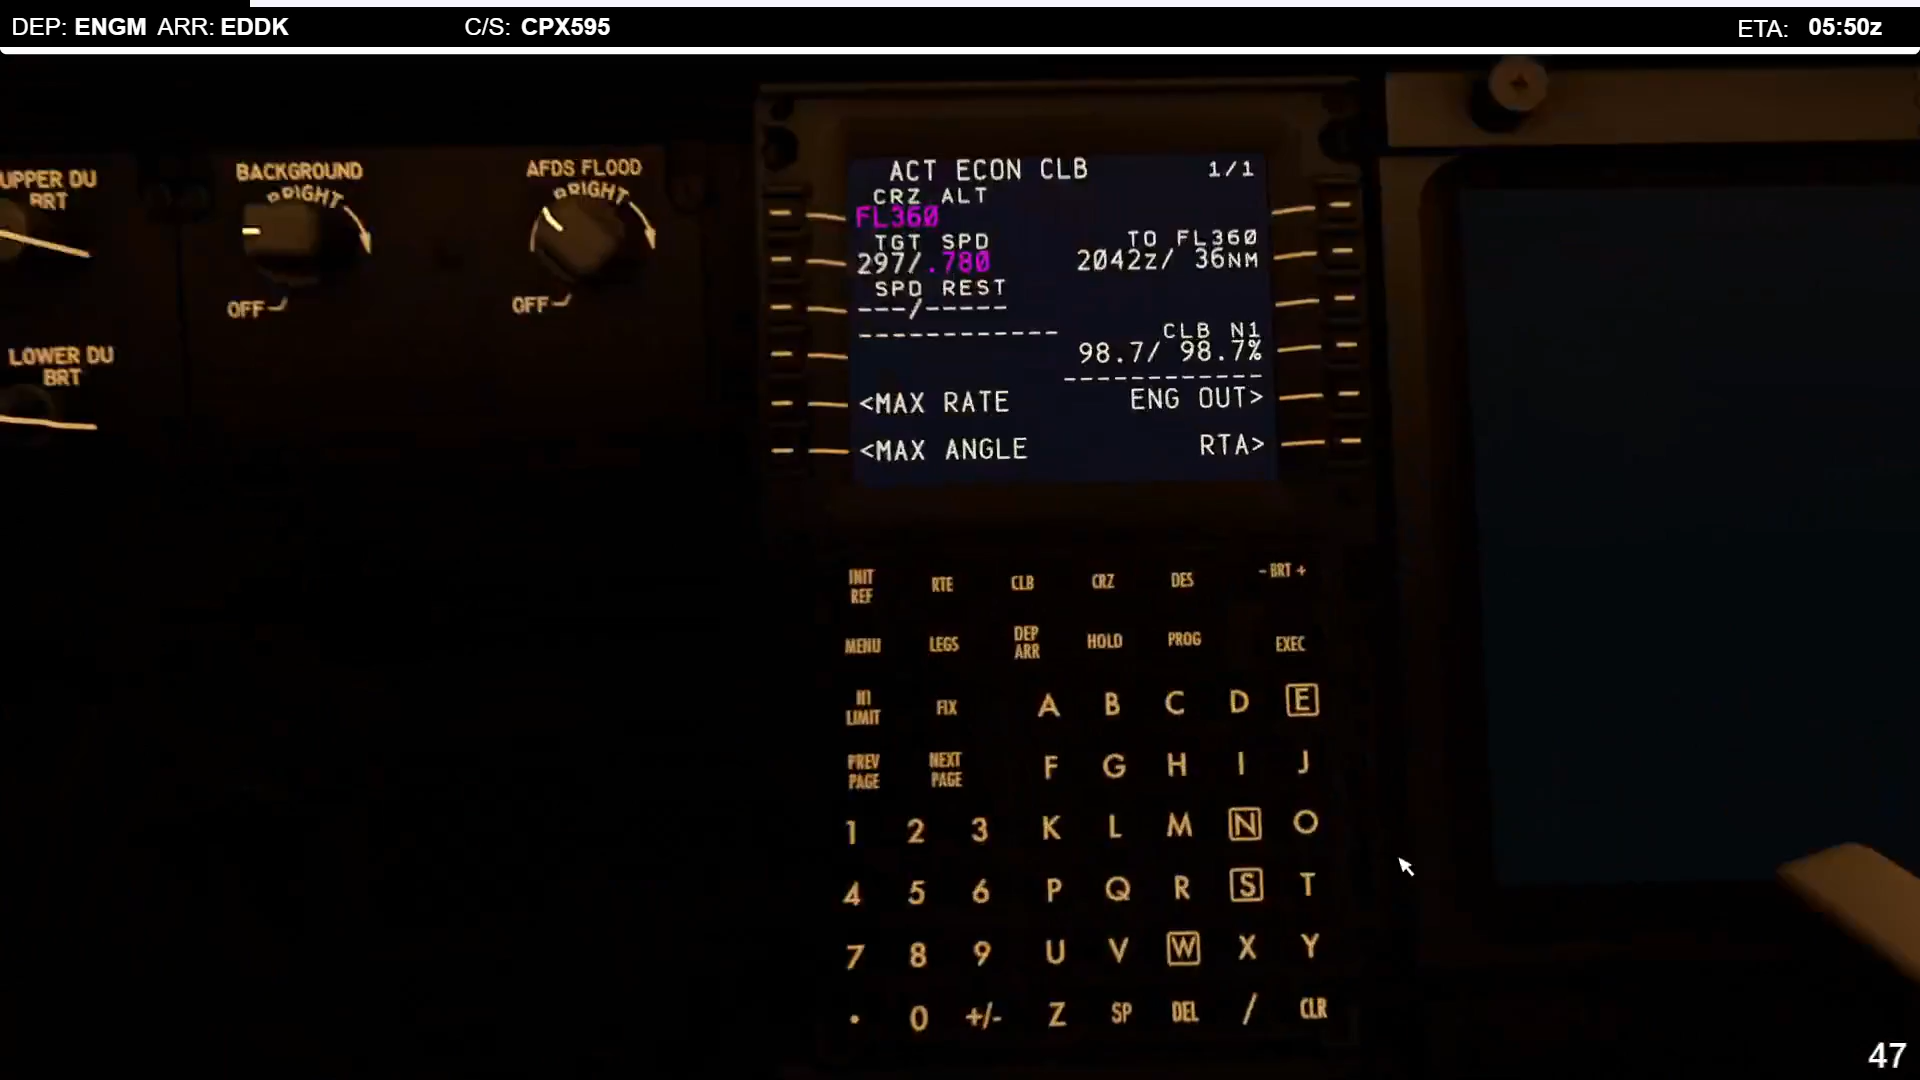 DEP: ENGM ARR: EDDK C/S: CPX595 ETA: 05:50z
UPPER DU
BRT
BACKGROUND
BRIGHT
OFF
AFDS FLOOD
BRIGHT
OFF
LOWER DU
BRT
ACT ECON CLB 1/1
CRZ ALT
FL360
TGT SPD TO FL360
297/.780 2042Z/ 36NM
SPD REST
---/-----
CLB N1
------------ 98.7/ 98.7%
------------
<MAX RATE ENG OUT>
<MAX ANGLE RTA>
INIT
REF
RTE CLB CRZ DES - BRT +
MENU LEGS DEP
ARR
HOLD PROG EXEC
N1
LIMIT
FIX A B C D E
PREV
PAGE
NEXT
PAGE
F G H I J
1 2 3 K L M N O
4 5 6 P Q R S T
7 8 9 U V W X Y
. 0 +/- Z SP DEL / CLR
47